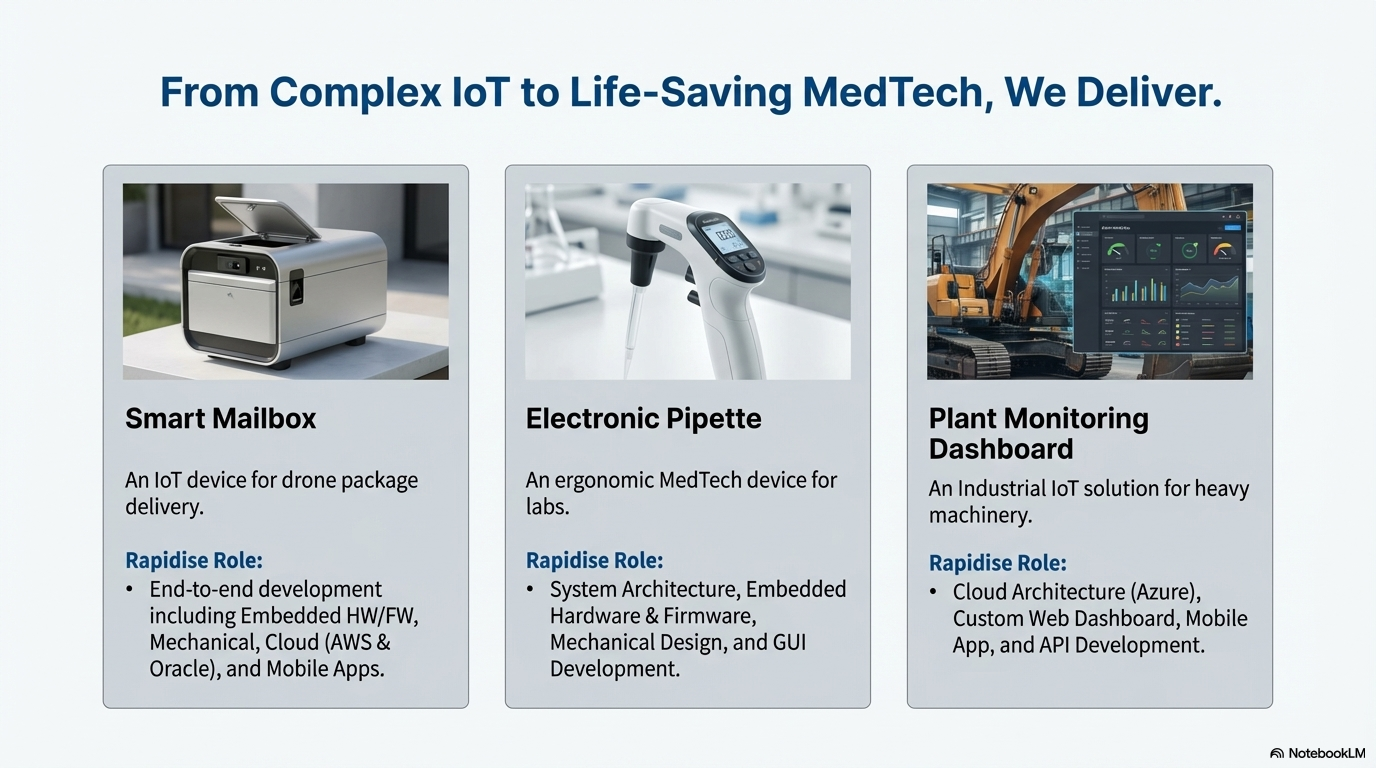 From Complex IoT to Life-Saving MedTech, We Deliver.
Smart Mailbox
An IoT device for drone package
delivery.
Rapidise Role:
• End-to-end development
including Embedded HW/FW,
Mechanical, Cloud (AWS &
Oracle), and Mobile Apps.
Electronic Pipette
An ergonomic MedTech device for
labs.
Rapidise Role:
• System Architecture, Embedded
Hardware & Firmware,
Mechanical Design, and GUI
Development.
Plant Monitoring
Dashboard
An Industrial IoT solution for heavy
machinery.
Rapidise Role:
• Cloud Architecture (Azure),
Custom Web Dashboard, Mobile
App, and API Development.
NotebookLM